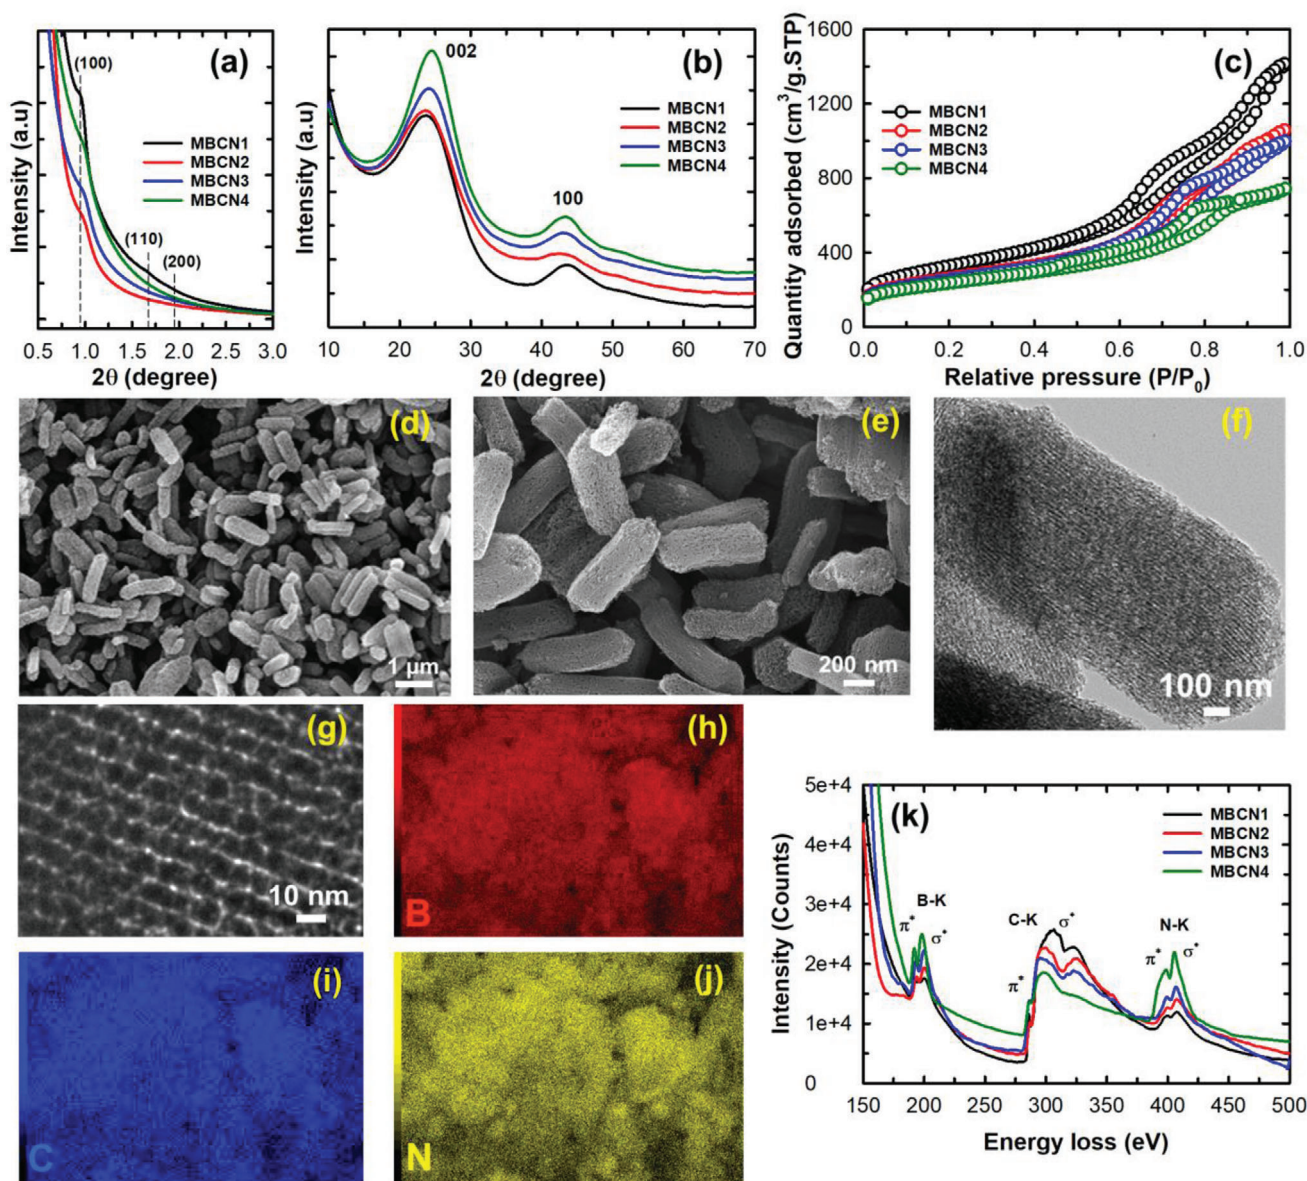 (a)
(100)
MBCN1
MBCN2
MBCN3
MBCN4
(110)
(200)
Intensity (a.u)
0.5 1.0 1.5 2.0 2.5 3.0
2θ (degree)
(b)
002
MBCN1
MBCN2
MBCN3
MBCN4
100
Intensity (a.u)
10 20 30 40 50 60 70
2θ (degree)
(c)
1600
1200
800
400
0
MBCN1
MBCN2
MBCN3
MBCN4
Quantity adsorbed (cm³/g.STP)
0.0 0.2 0.4 0.6 0.8 1.0
Relative pressure (P/P₀)
(d)
1 μm
(e)
200 nm
(f)
100 nm
(g)
10 nm
(h)
B
(i)
C
(j)
N
(k)
5e+4
4e+4
3e+4
2e+4
1e+4
0
MBCN1
MBCN2
MBCN3
MBCN4
B-K
π* σ*
C-K
π* σ*
N-K
π* σ*
Intensity (Counts)
150 200 250 300 350 400 450 500
Energy loss (eV)